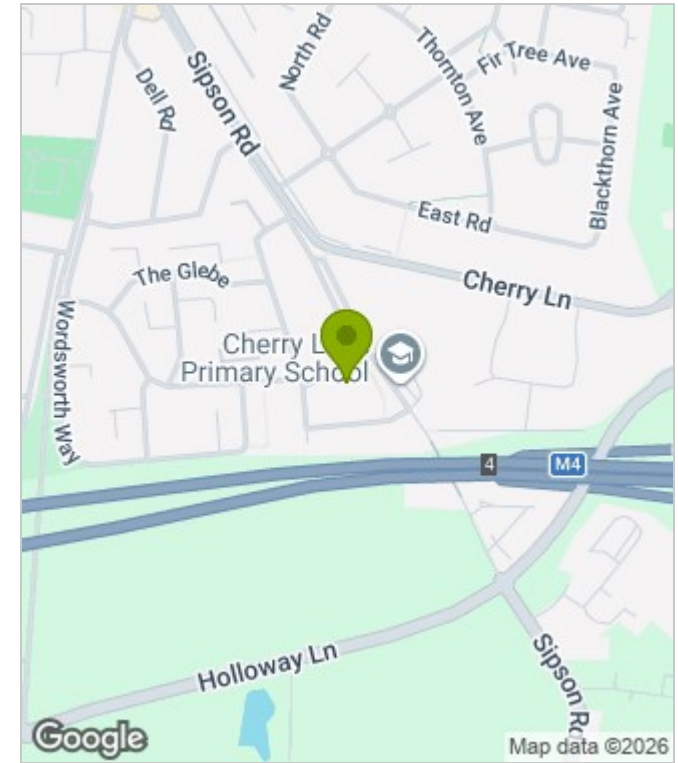 North Rd
Thornton Ave
Fir Tree Ave
Dell Rd
Sipson Rd
Blackthorn Ave
East Rd
The Glebe
Cherry Ln
Wordsworth Way
Cherry L
Primary School
4
M4
Holloway Ln
Sipson Rd
Google
Map data ©2026